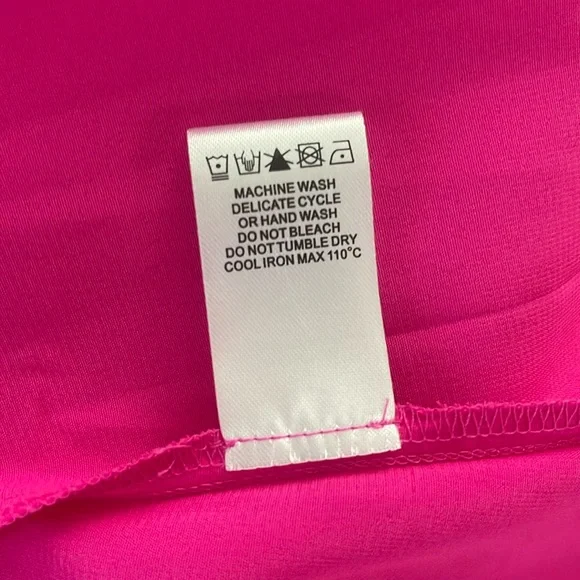 MACHINE WASH
DELICATE CYCLE
OR HAND WASH
DO NOT BLEACH
DO NOT TUMBLE DRY
COOL IRON MAX 110°C